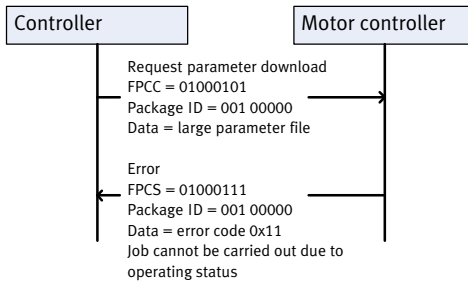 Controller
Motor controller
Request parameter download
FPCC = 01000101
Package ID = 001 00000
Data = large parameter file
Error
FPCS = 01000111
Package ID = 001 00000
Data = error code 0x11
Job cannot be carried out due to
operating status